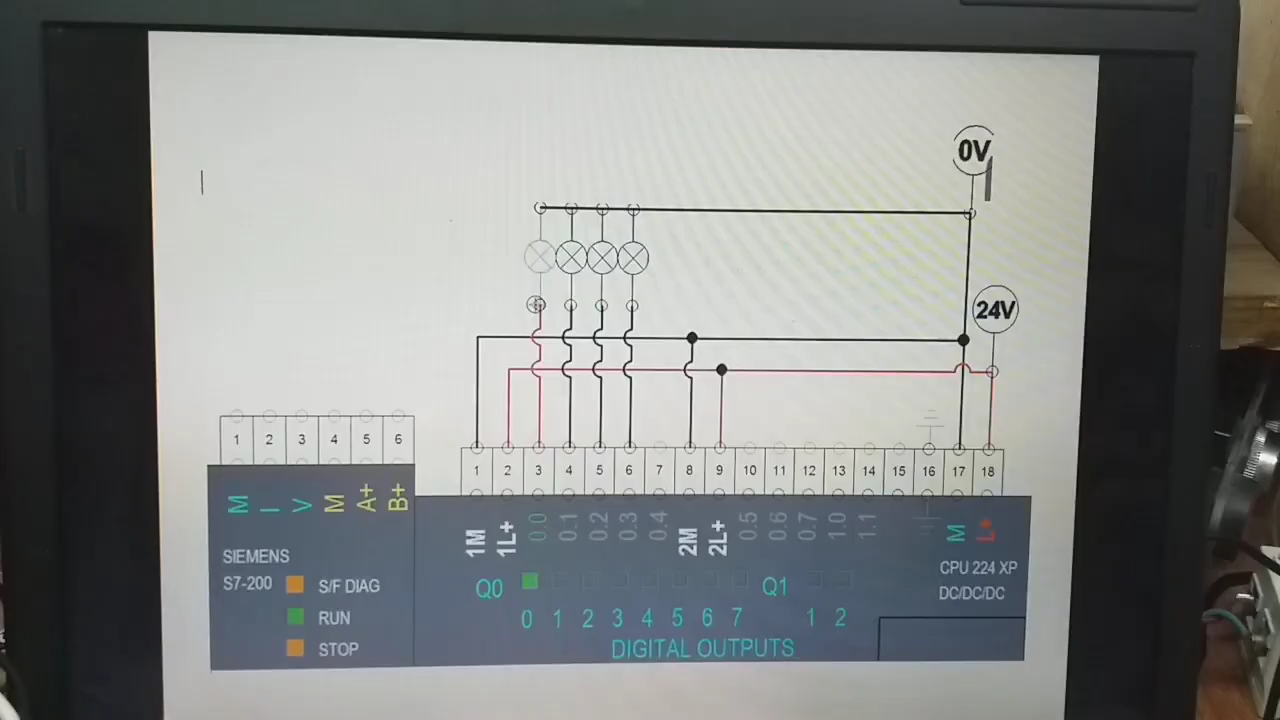 0V
24V
1 2 3 4 5 6
1 2 3 4 5 6 7 8 9 10 11 12 13 14 15 16 17 18
M I V M A+ B+
1M 1L+ 0.0 0.1 0.2 0.3 0.4 2M 2L+ 0.5 0.6 0.7 1.0 1.1 M L+
SIEMENS
S7-200
S/F DIAG
RUN
STOP
Q0
Q1
0 1 2 3 4 5 6 7 1 2
DIGITAL OUTPUTS
CPU 224 XP
DC/DC/DC